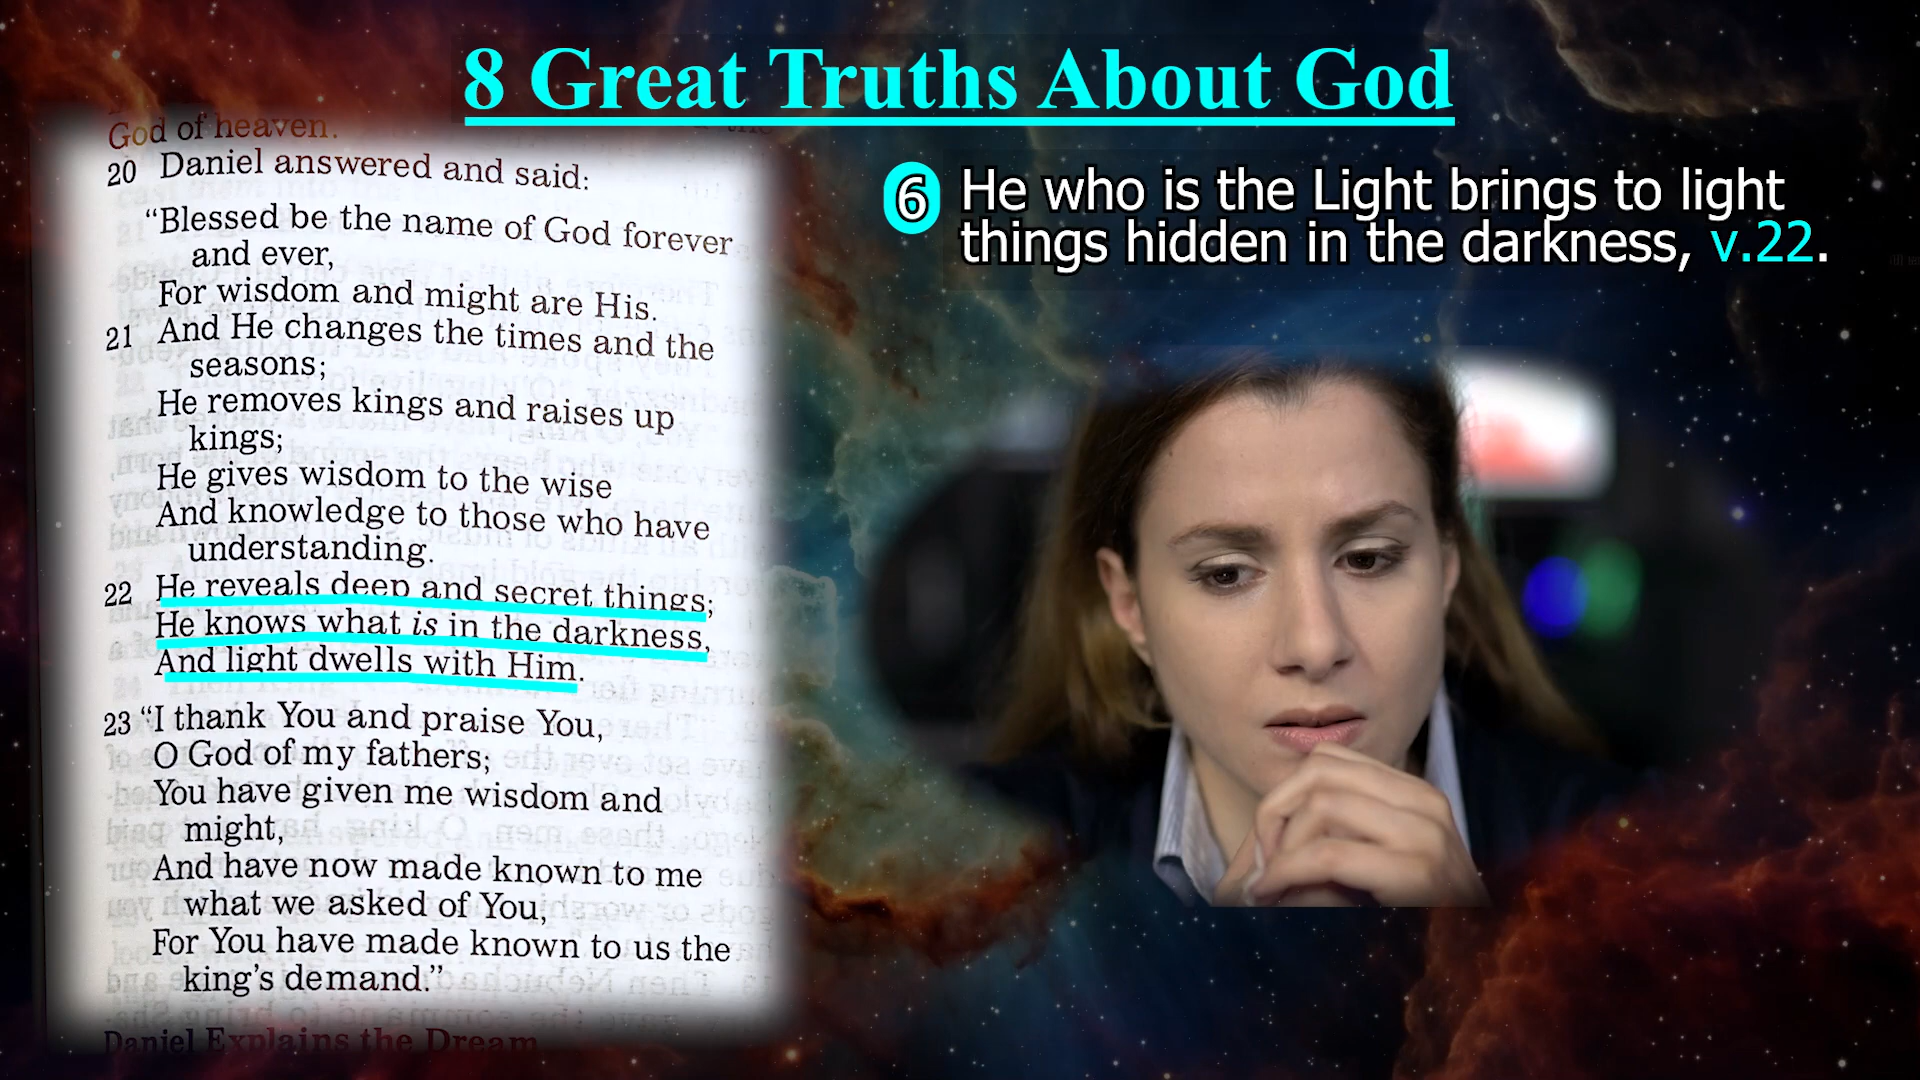 8 Great Truths About God
God of heaven.
20 Daniel answered and said:
“Blessed be the name of God forever
and ever,
For wisdom and might are His.
21 And He changes the times and the
seasons;
He removes kings and raises up
kings;
He gives wisdom to the wise
And knowledge to those who have
understanding.
22 He reveals deep and secret things;
He knows what is in the darkness,
And light dwells with Him.
23 “I thank You and praise You,
O God of my fathers;
You have given me wisdom and
might,
And have now made known to me
what we asked of You,
For You have made known to us the
king’s demand.”
Daniel Explains the Dream
6 He who is the Light brings to light
things hidden in the darkness, v.22.